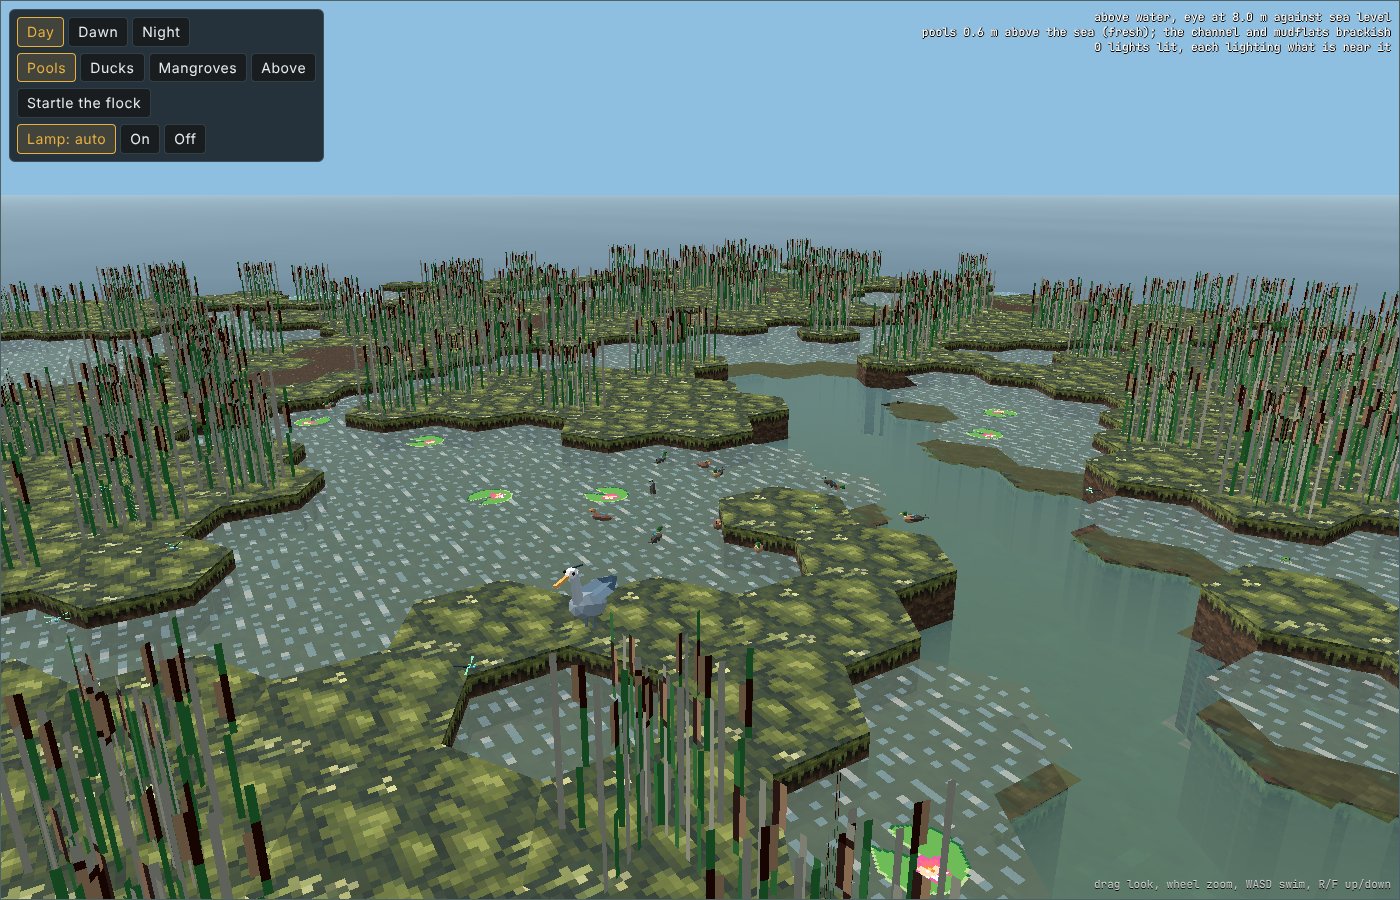 Day Dawn Night
Pools Ducks Mangroves Above
Startle the flock
Lamp: auto On Off
above water, eye at 8.0 m against sea level
pools 0.6 m above the sea (fresh); the channel and mudflats brackish
0 lights lit, each lighting what is near it
drag look, wheel zoom, WASD swim, R/F up/down